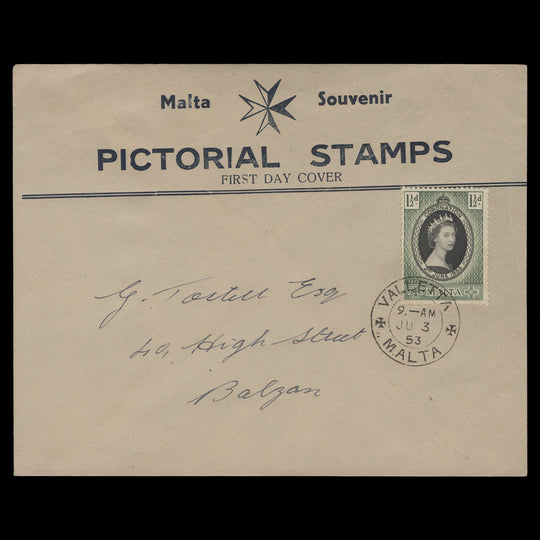 Malta Souvenir
PICTORIAL STAMPS
FIRST DAY COVER
1½d 1½d
CORONATION
2ND JUNE 1953
MALTA
VALLETTA
9.-AM
JU 3
53
MALTA
G. Tortell Esq
40, High Street
Balzan